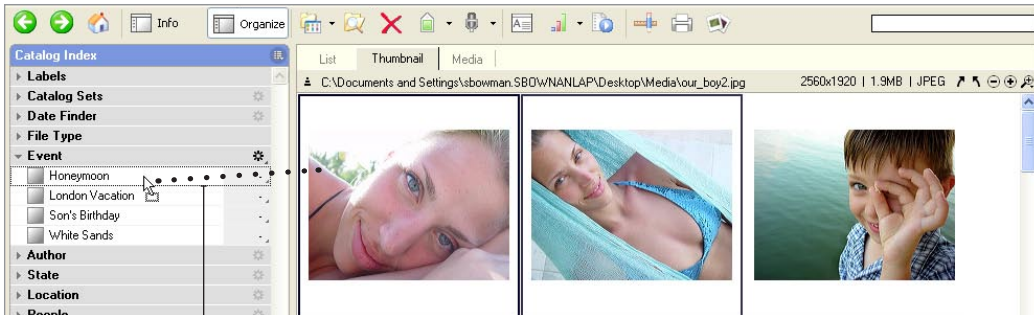 Info
Organize
Catalog Index
Labels
Catalog Sets
Date Finder
File Type
Event
Honeymoon
London Vacation
Son's Birthday
White Sands
Author
State
Location
People
List Thumbnail Media
C:\Documents and Settings\sbowman.SBOWNANLAP\Desktop\Media\our_boy2.jpg 2560x1920 | 1.9MB | JPEG